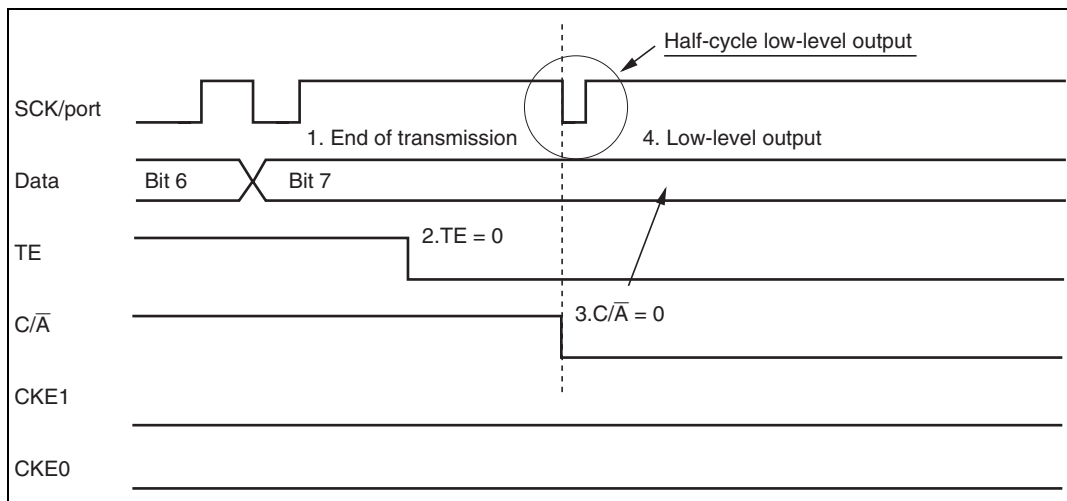 Half-cycle low-level output
SCK/port
1. End of transmission
4. Low-level output
Data
Bit 6
Bit 7
TE
2.TE = 0
C/A̅
3.C/A̅ = 0
CKE1
CKE0